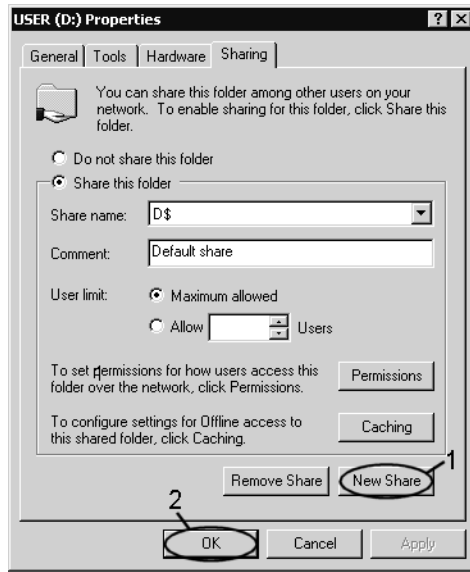 USER (D:) Properties
General Tools Hardware Sharing
You can share this folder among other users on your
network. To enable sharing for this folder, click Share this
folder.
Do not share this folder
Share this folder
Share name: D$
Comment: Default share
User limit: Maximum allowed
Allow Users
To set permissions for how users access this
folder over the network, click Permissions.
Permissions
To configure settings for Offline access to
this shared folder, click Caching.
Caching
1
Remove Share New Share
2
OK Cancel Apply